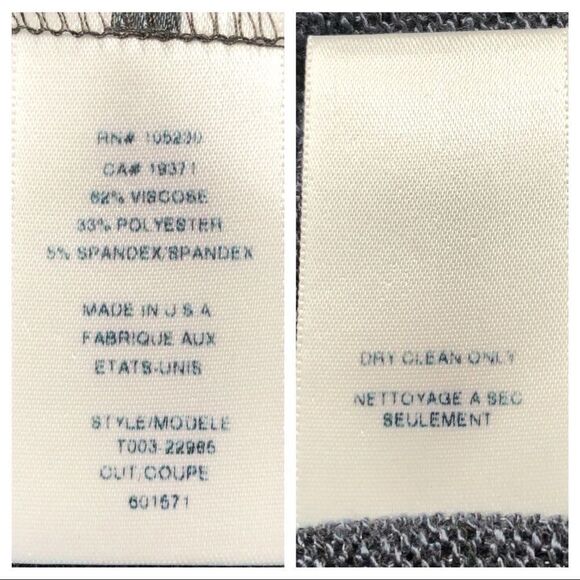 RN# 105230
CA# 19371
62% VISCOSE
33% POLYESTER
5% SPANDEX/SPANDEX
MADE IN U S A
FABRIQUE AUX
ETATS-UNIS
STYLE/MODELE
T003-22985
CUT/COUPE
601571
DRY CLEAN ONLY
NETTOYAGE A SEC
SEULEMENT